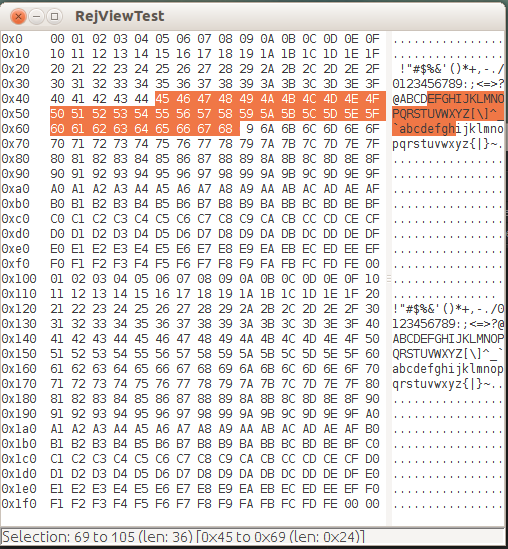 RejViewTest
0x0 00 01 02 03 04 05 06 07 08 09 0A 0B 0C 0D 0E 0F ................
0x10 10 11 12 13 14 15 16 17 18 19 1A 1B 1C 1D 1E 1F ................
0x20 20 21 22 23 24 25 26 27 28 29 2A 2B 2C 2D 2E 2F  !"#$%&'()*+,-./
0x30 30 31 32 33 34 35 36 37 38 39 3A 3B 3C 3D 3E 3F 0123456789:;<=>?
0x40 40 41 42 43 44 45 46 47 48 49 4A 4B 4C 4D 4E 4F @ABCDEFGHIJKLMNO
0x50 50 51 52 53 54 55 56 57 58 59 5A 5B 5C 5D 5E 5F PQRSTUVWXYZ[\]^_
0x60 60 61 62 63 64 65 66 67 68 9 6A 6B 6C 6D 6E 6F `abcdefghijklmno
0x70 70 71 72 73 74 75 76 77 78 79 7A 7B 7C 7D 7E 7F pqrstuvwxyz{|}~.
0x80 80 81 82 83 84 85 86 87 88 89 8A 8B 8C 8D 8E 8F ................
0x90 90 91 92 93 94 95 96 97 98 99 9A 9B 9C 9D 9E 9F ................
0xa0 A0 A1 A2 A3 A4 A5 A6 A7 A8 A9 AA AB AC AD AE AF ................
0xb0 B0 B1 B2 B3 B4 B5 B6 B7 B8 B9 BA BB BC BD BE BF ................
0xc0 C0 C1 C2 C3 C4 C5 C6 C7 C8 C9 CA CB CC CD CE CF ................
0xd0 D0 D1 D2 D3 D4 D5 D6 D7 D8 D9 DA DB DC DD DE DF ................
0xe0 E0 E1 E2 E3 E4 E5 E6 E7 E8 E9 EA EB EC ED EE EF ................
0xf0 F0 F1 F2 F3 F4 F5 F6 F7 F8 F9 FA FB FC FD FE 00 ................
0x100 01 02 03 04 05 06 07 08 09 0A 0B 0C 0D 0E 0F 10 ................
0x110 11 12 13 14 15 16 17 18 19 1A 1B 1C 1D 1E 1F 20 ................
0x120 21 22 23 24 25 26 27 28 29 2A 2B 2C 2D 2E 2F 30 !"#$%&'()*+,-./0
0x130 31 32 33 34 35 36 37 38 39 3A 3B 3C 3D 3E 3F 40 123456789:;<=>?@
0x140 41 42 43 44 45 46 47 48 49 4A 4B 4C 4D 4E 4F 50 ABCDEFGHIJKLMNOP
0x150 51 52 53 54 55 56 57 58 59 5A 5B 5C 5D 5E 5F 60 QRSTUVWXYZ[\]^_`
0x160 61 62 63 64 65 66 67 68 69 6A 6B 6C 6D 6E 6F 70 abcdefghijklmnop
0x170 71 72 73 74 75 76 77 78 79 7A 7B 7C 7D 7E 7F 80 qrstuvwxyz{|}~..
0x180 81 82 83 84 85 86 87 88 89 8A 8B 8C 8D 8E 8F 90 ................
0x190 91 92 93 94 95 96 97 98 99 9A 9B 9C 9D 9E 9F A0 ................
0x1a0 A1 A2 A3 A4 A5 A6 A7 A8 A9 AA AB AC AD AE AF B0 ................
0x1b0 B1 B2 B3 B4 B5 B6 B7 B8 B9 BA BB BC BD BE BF C0 ................
0x1c0 C1 C2 C3 C4 C5 C6 C7 C8 C9 CA CB CC CD CE CF D0 ................
0x1d0 D1 D2 D3 D4 D5 D6 D7 D8 D9 DA DB DC DD DE DF E0 ................
0x1e0 E1 E2 E3 E4 E5 E6 E7 E8 E9 EA EB EC ED EE EF F0 ................
0x1f0 F1 F2 F3 F4 F5 F6 F7 F8 F9 FA FB FC FD FE 00 00 ................
Selection: 69 to 105 (len: 36) [0x45 to 0x69 (len: 0x24)]